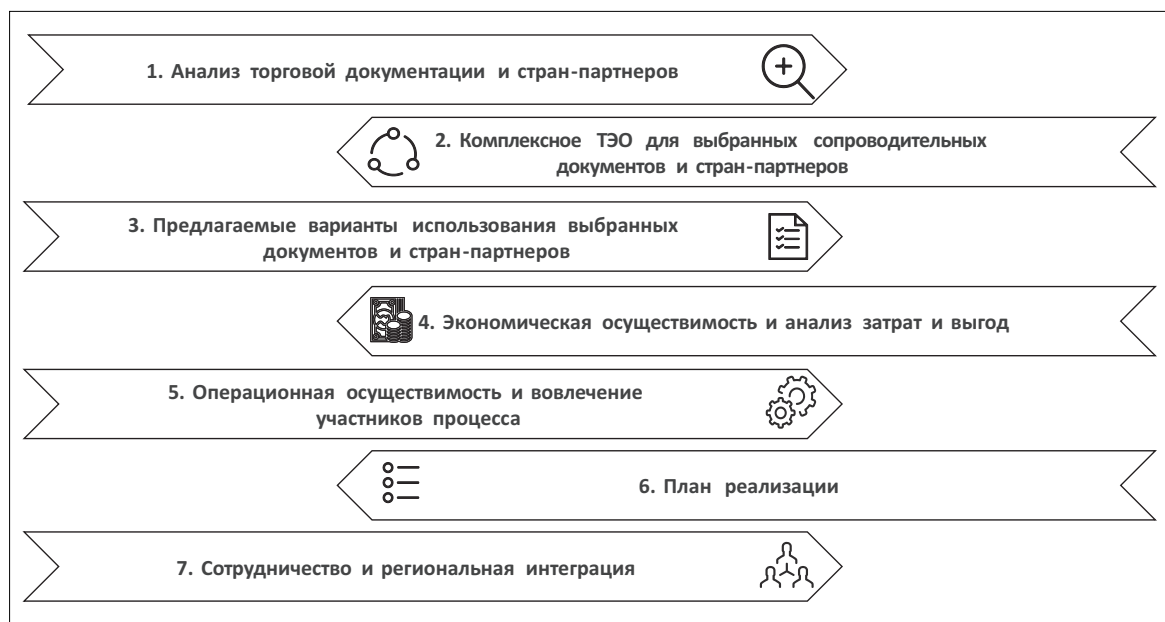 1. Анализ торговой документации и стран-партнеров
2. Комплексное ТЭО для выбранных сопроводительных
документов и стран-партнеров
3. Предлагаемые варианты использования выбранных
документов и стран-партнеров
4. Экономическая осуществимость и анализ затрат и выгод
5. Операционная осуществимость и вовлечение
участников процесса
6. План реализации
7. Сотрудничество и региональная интеграция